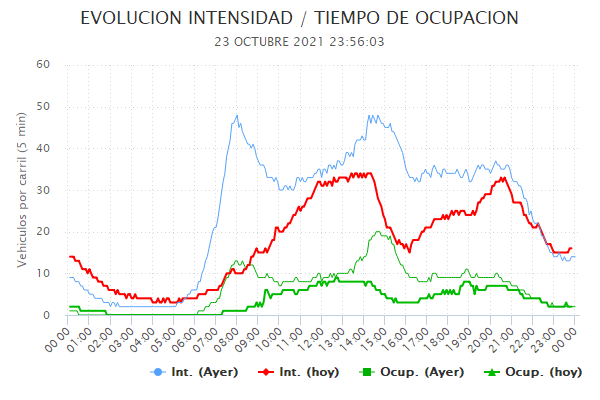 EVOLUCION INTENSIDAD / TIEMPO DE OCUPACION
23 OCTUBRE 2021 23:56:03
Vehiculos por carril (5 min)
60
50
40
30
20
10
0
00:00 01:00 02:00 03:00 04:00 05:00 06:00 07:00 08:00 09:00 10:00 11:00 12:00 13:00 14:00 15:00 16:00 17:00 18:00 19:00 20:00 21:00 22:00 23:00 00:00
Int. (Ayer) Int. (hoy) Ocup. (Ayer) Ocup. (hoy)